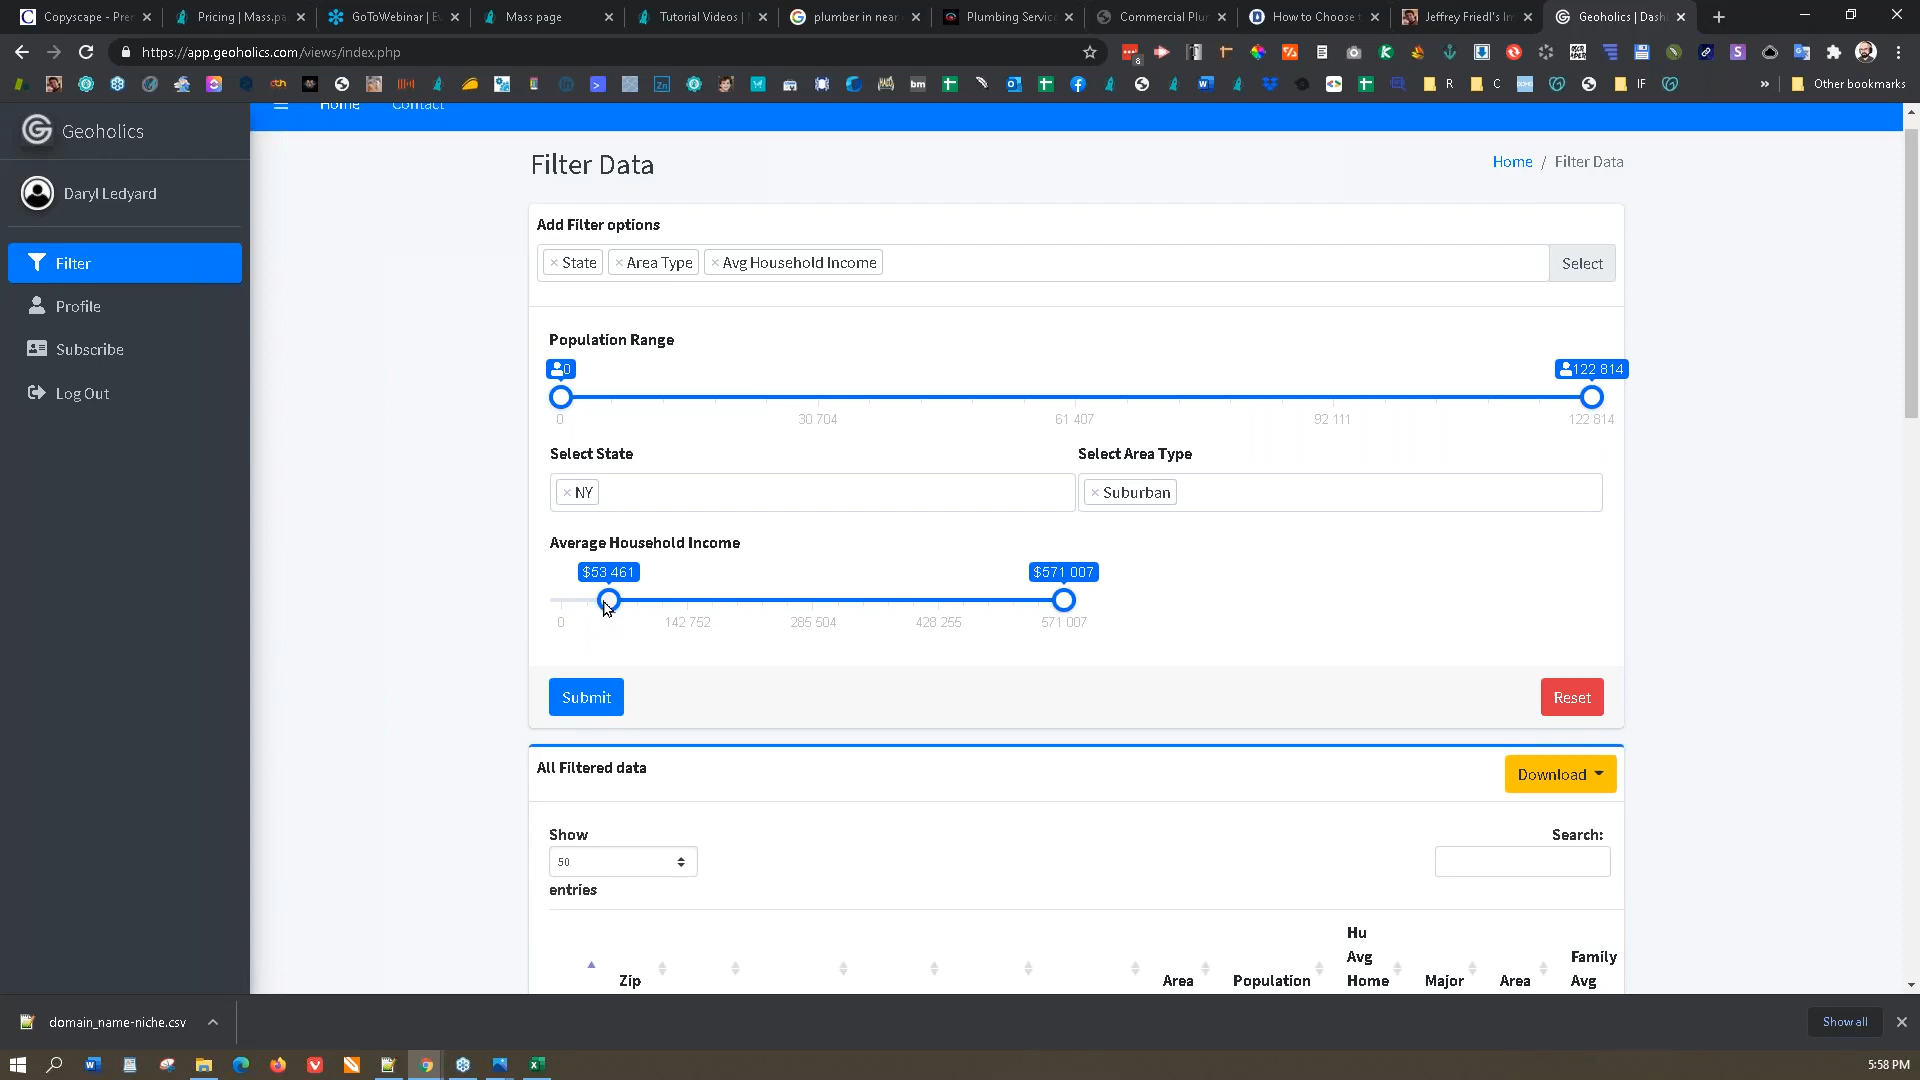 Copyscape - Pre
Pricing | Mass.pa
GoToWebinar | E
Mass page
Tutorial Videos |
plumber in near
Plumbing Servic
Commercial Plu
How to Choose
Jeffrey Friedl's In
Geoholics | Dash
https://app.geoholics.com/views/index.php
8
R
C
IF
Other bookmarks
Geoholics
Daryl Ledyard
Filter
Profile
Subscribe
Log Out
Home
Contact
Filter Data
Home / Filter Data
Add Filter options
× State × Area Type × Avg Household Income
Select
Population Range
0
122 814
0 30 704 61 407 92 111 122 814
Select State
Select Area Type
× NY
× Suburban
Average Household Income
$53 461
$571 007
0 142 752 285 504 428 255 571 007
Submit
Reset
All Filtered data
Download
Show
Search:
50
entries
Hu
Avg
Family
Zip
Area
Population
Home
Major
Area
Avg
domain_name-niche.csv
Show all
5:58 PM